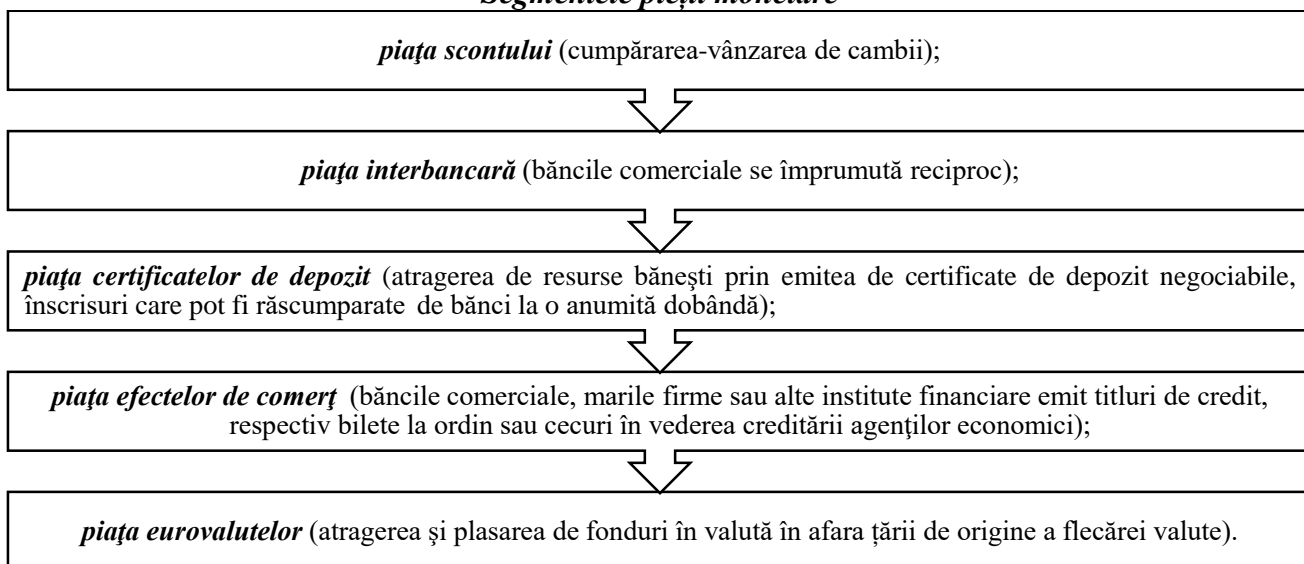 Segmentele pieții monetare
piaţa scontului (cumpărarea-vânzarea de cambii);
piaţa interbancară (băncile comerciale se împrumută reciproc);
piaţa certificatelor de depozit (atragerea de resurse băneşti prin emitea de certificate de depozit negociabile,
înscrisuri care pot fi răscumparate de bănci la o anumită dobândă);
piaţa efectelor de comerţ (băncile comerciale, marile firme sau alte institute financiare emit titluri de credit,
respectiv bilete la ordin sau cecuri în vederea creditării agenţilor economici);
piaţa eurovalutelor (atragerea şi plasarea de fonduri în valută în afara țării de origine a flecărei valute).